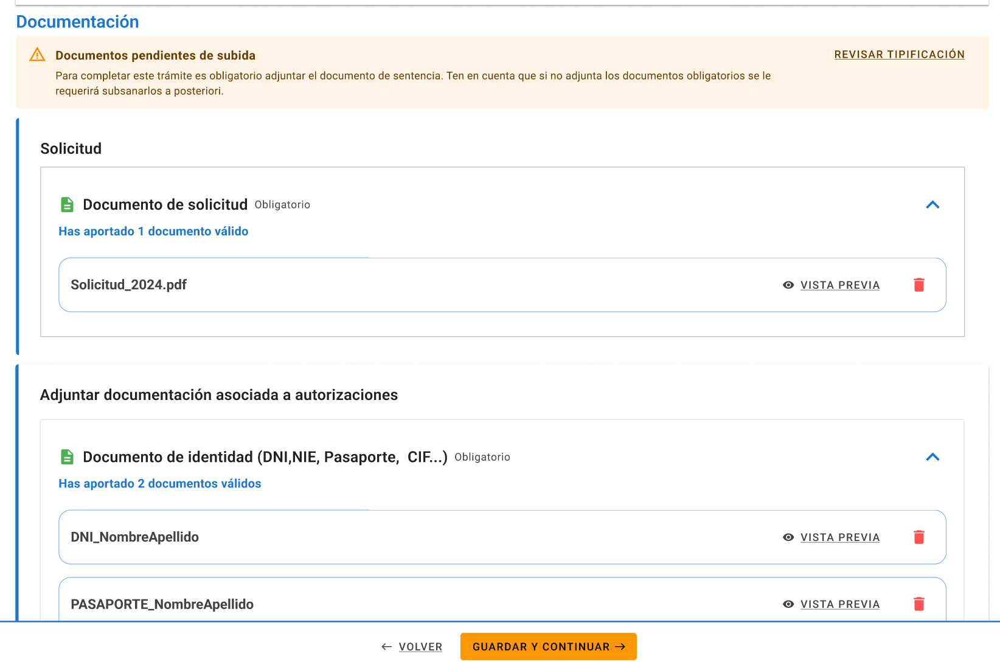 Documentación
Documentos pendientes de subida
REVISAR TIPIFICACIÓN
Para completar este trámite es obligatorio adjuntar el documento de sentencia. Ten en cuenta que si no adjunta los documentos obligatorios se le
requerirá subsanarlos a posteriori.
Solicitud
Documento de solicitud Obligatorio
Has aportado 1 documento válido
Solicitud_2024.pdf
VISTA PREVIA
Adjuntar documentación asociada a autorizaciones
Documento de identidad (DNI,NIE, Pasaporte,  CIF...) Obligatorio
Has aportado 2 documentos válidos
DNI_NombreApellido
VISTA PREVIA
PASAPORTE_NombreApellido
VISTA PREVIA
VOLVER
GUARDAR Y CONTINUAR